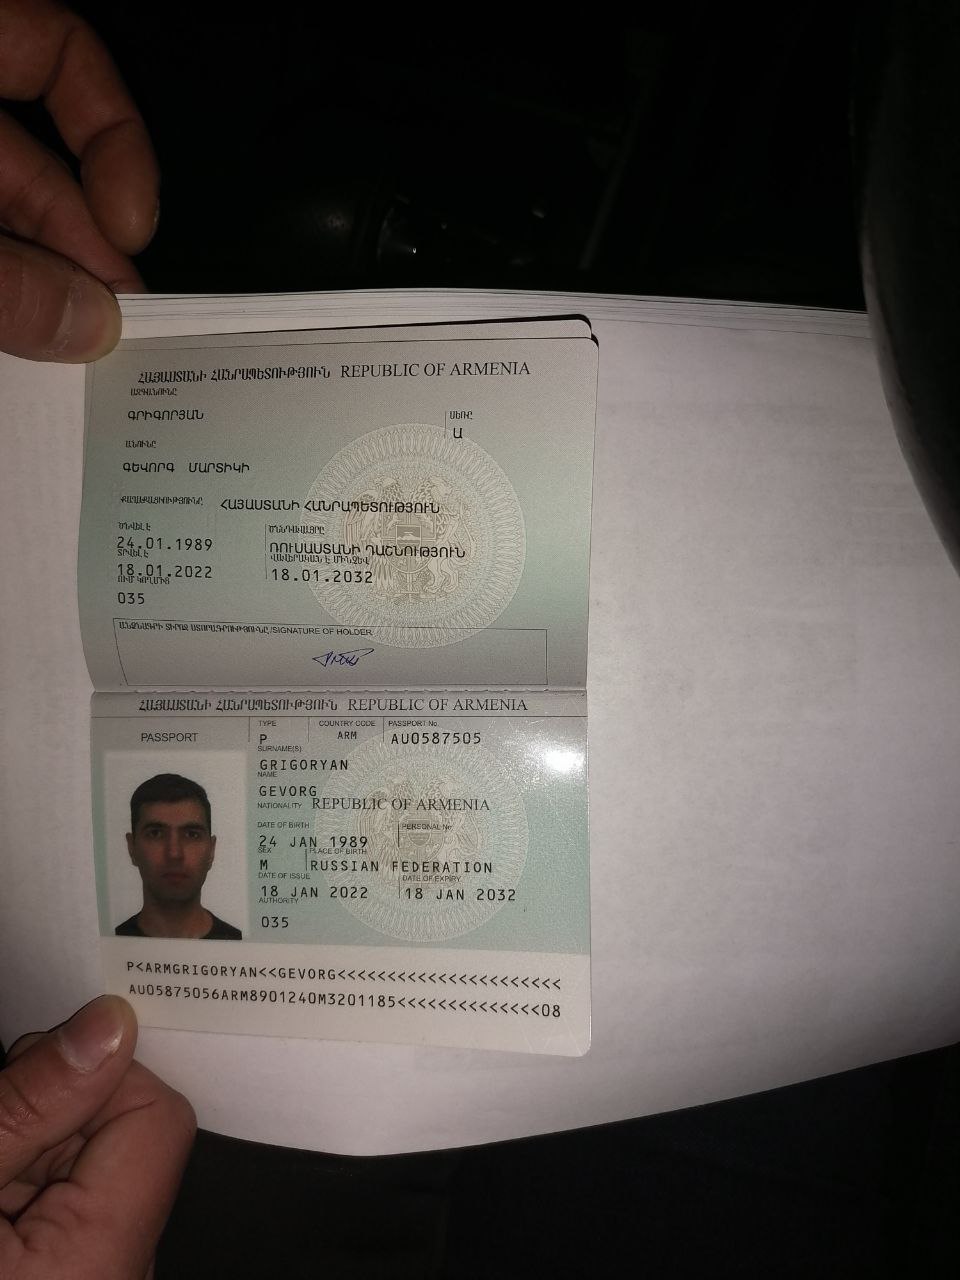 ՀԱՅԱՍՏԱՆԻ ՀԱՆՐԱՊԵՏՈՒԹՅՈՒՆ REPUBLIC OF ARMENIA
ԱԶԳԱՆՈՒՆԸ
ԳՐԻԳՈՐՅԱՆ
ՍԵՌԸ
Ա
ԱՆՈՒՆԸ
ԳԵՎՈՐԳ ՄԱՐՏԻԿԻ
ՔԱՂԱՔԱՑԻՈՒԹՅՈՒՆԸ ՀԱՅԱՍՏԱՆԻ ՀԱՆՐԱՊԵՏՈՒԹՅՈՒՆ
ԾՆՎԵԼ Է ԾՆՆԴԱՎԱՅՐԸ
24.01.1989 ՌՈՒՍԱՍՏԱՆԻ ԴԱՇՆՈՒԹՅՈՒՆ
ՏՐՎԵԼ Է ՎԱՎԵՐԱԿԱՆ Է ՄԻՆՉԵՎ
18.01.2022 18.01.2032
ՈՒՄ ԿՈՂՄԻՑ
035
ԱՆՁՆԱԳՐԻ ՏԻՐՈՋ ՍՏՈՐԱԳՐՈՒԹՅՈՒՆԸ/SIGNATURE OF HOLDER
ՀԱՅԱՍՏԱՆԻ ՀԱՆՐԱՊԵՏՈՒԹՅՈՒՆ REPUBLIC OF ARMENIA
PASSPORT
TYPE COUNTRY CODE PASSPORT No.
P ARM AU0587505
SURNAME(S)
GRIGORYAN
NAME
GEVORG
NATIONALITY REPUBLIC OF ARMENIA
DATE OF BIRTH PERSONAL No
24 JAN 1989
SEX PLACE OF BIRTH
M RUSSIAN FEDERATION
DATE OF ISSUE DATE OF EXPIRY
18 JAN 2022 18 JAN 2032
AUTHORITY
035
P<ARMGRIGORYAN<<GEVORG<<<<<<<<<<<<<<<<<<<<<<
AU05875056ARM8901240M3201185<<<<<<<<<<<<<<08